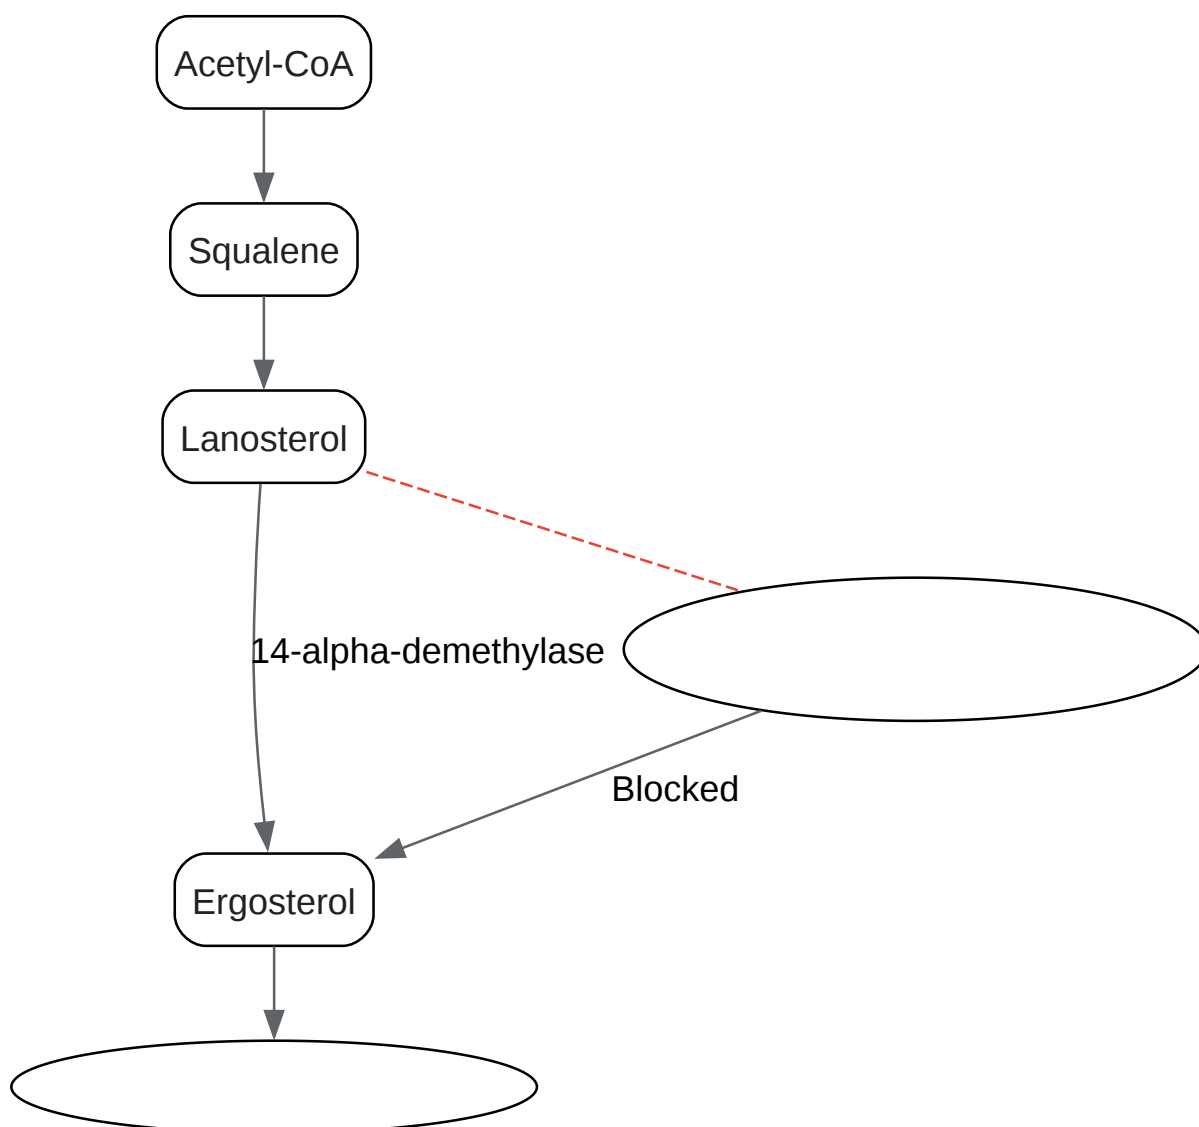 Acetyl-CoA
Squalene
Lanosterol
14-alpha-demethylase
Blocked
Ergosterol